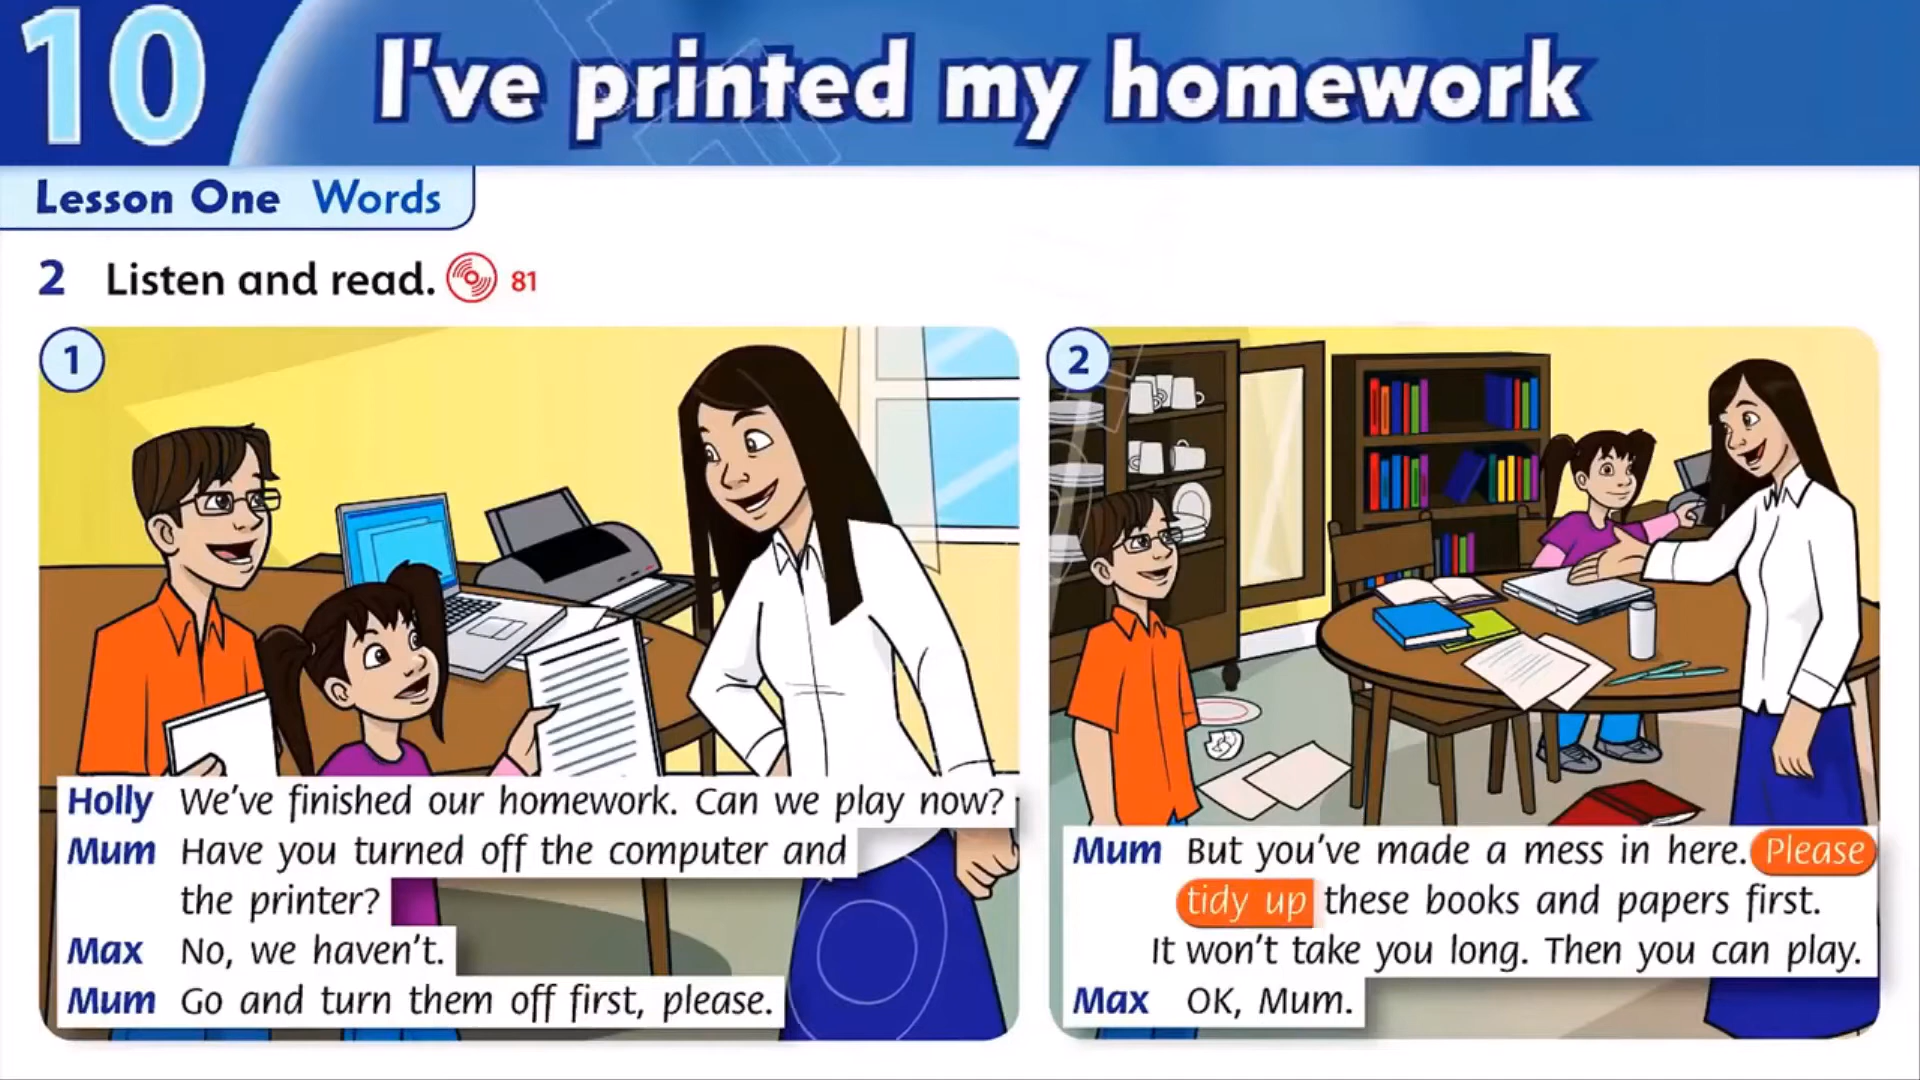 10
I've printed my homework
Lesson One Words
2 Listen and read. 81
1
Holly We've finished our homework. Can we play now?
Mum Have you turned off the computer and
the printer?
Max No, we haven't.
Mum Go and turn them off first, please.
2
Mum But you've made a mess in here. Please
tidy up these books and papers first.
It won't take you long. Then you can play.
Max OK, Mum.